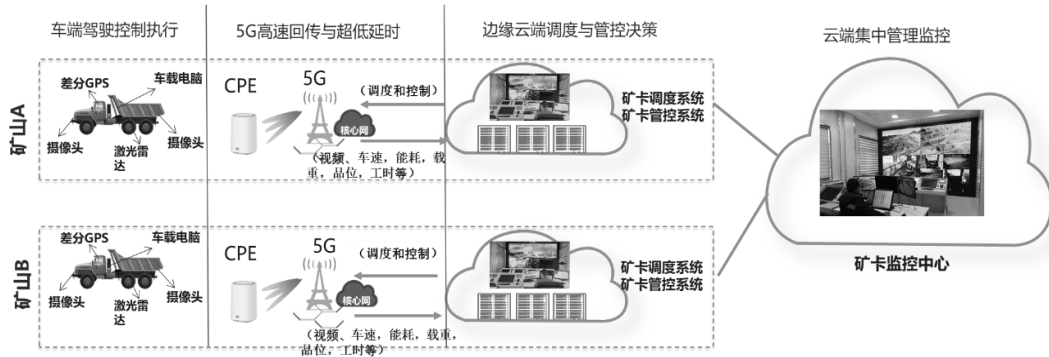 车端驾驶控制执行
5G高速回传与超低延时
边缘云端调度与管控决策
云端集中管理监控
矿山A
差分GPS
车载电脑
摄像头
激光雷
达
摄像头
CPE
5G
核心网
（调度和控制）
（视频、车速，能耗，载
重，品位，工时等）
矿卡调度系统
矿卡管控系统
矿山B
差分GPS
车载电脑
摄像头
激光雷
达
摄像头
CPE
5G
核心网
（调度和控制）
（视频、车速，能耗，载重，
品位，工时等）
矿卡调度系统
矿卡管控系统
矿卡监控中心